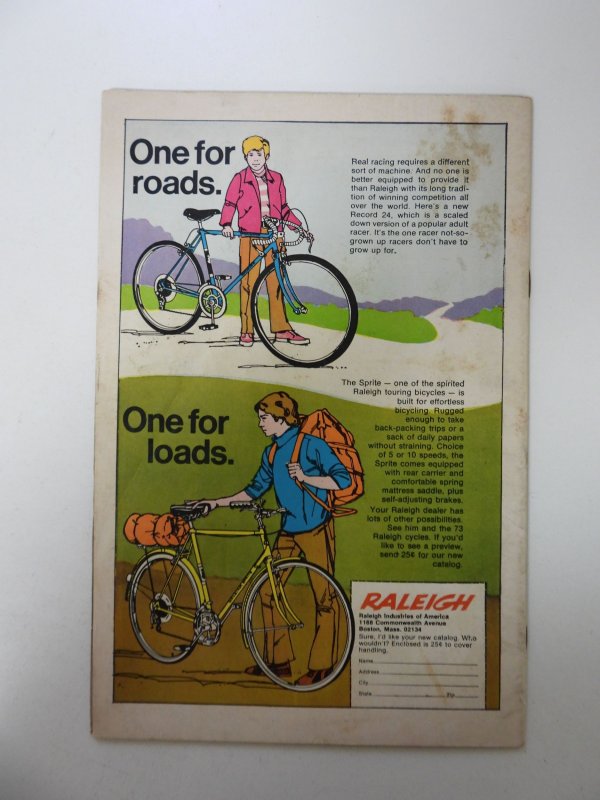 One for
roads.
Real racing requires a different
sort of machine. And no one is
better equipped to provide it
than Raleigh with its long tradi-
tion of winning competition all
over the world. Here's a new
Record 24, which is a scaled
down version of a popular adult
racer. It's the one racer not-so-
grown up racers don't have to
grow up for.
The Sprite — one of the spirited
Raleigh touring bicycles — is
built for effortless
bicycling. Rugged
enough to take
back-packing trips or a
sack of daily papers
without straining. Choice
of 5 or 10 speeds, the
Sprite comes equipped
with rear carrier and
comfortable spring
mattress saddle, plus
self-adjusting brakes.
Your Raleigh dealer has
lots of other possibilities.
See him and the 73
Raleigh cycles. If you'd
like to see a preview,
send 25¢ for our new
catalog.
One for
loads.
RALEIGH
Raleigh Industries of America
1168 Commonwealth Avenue
Boston, Mass. 02134
Sure, I'd like your new catalog. Who
wouldn't? Enclosed is 25¢ to cover
handling.
Name
Address
City
State Zip